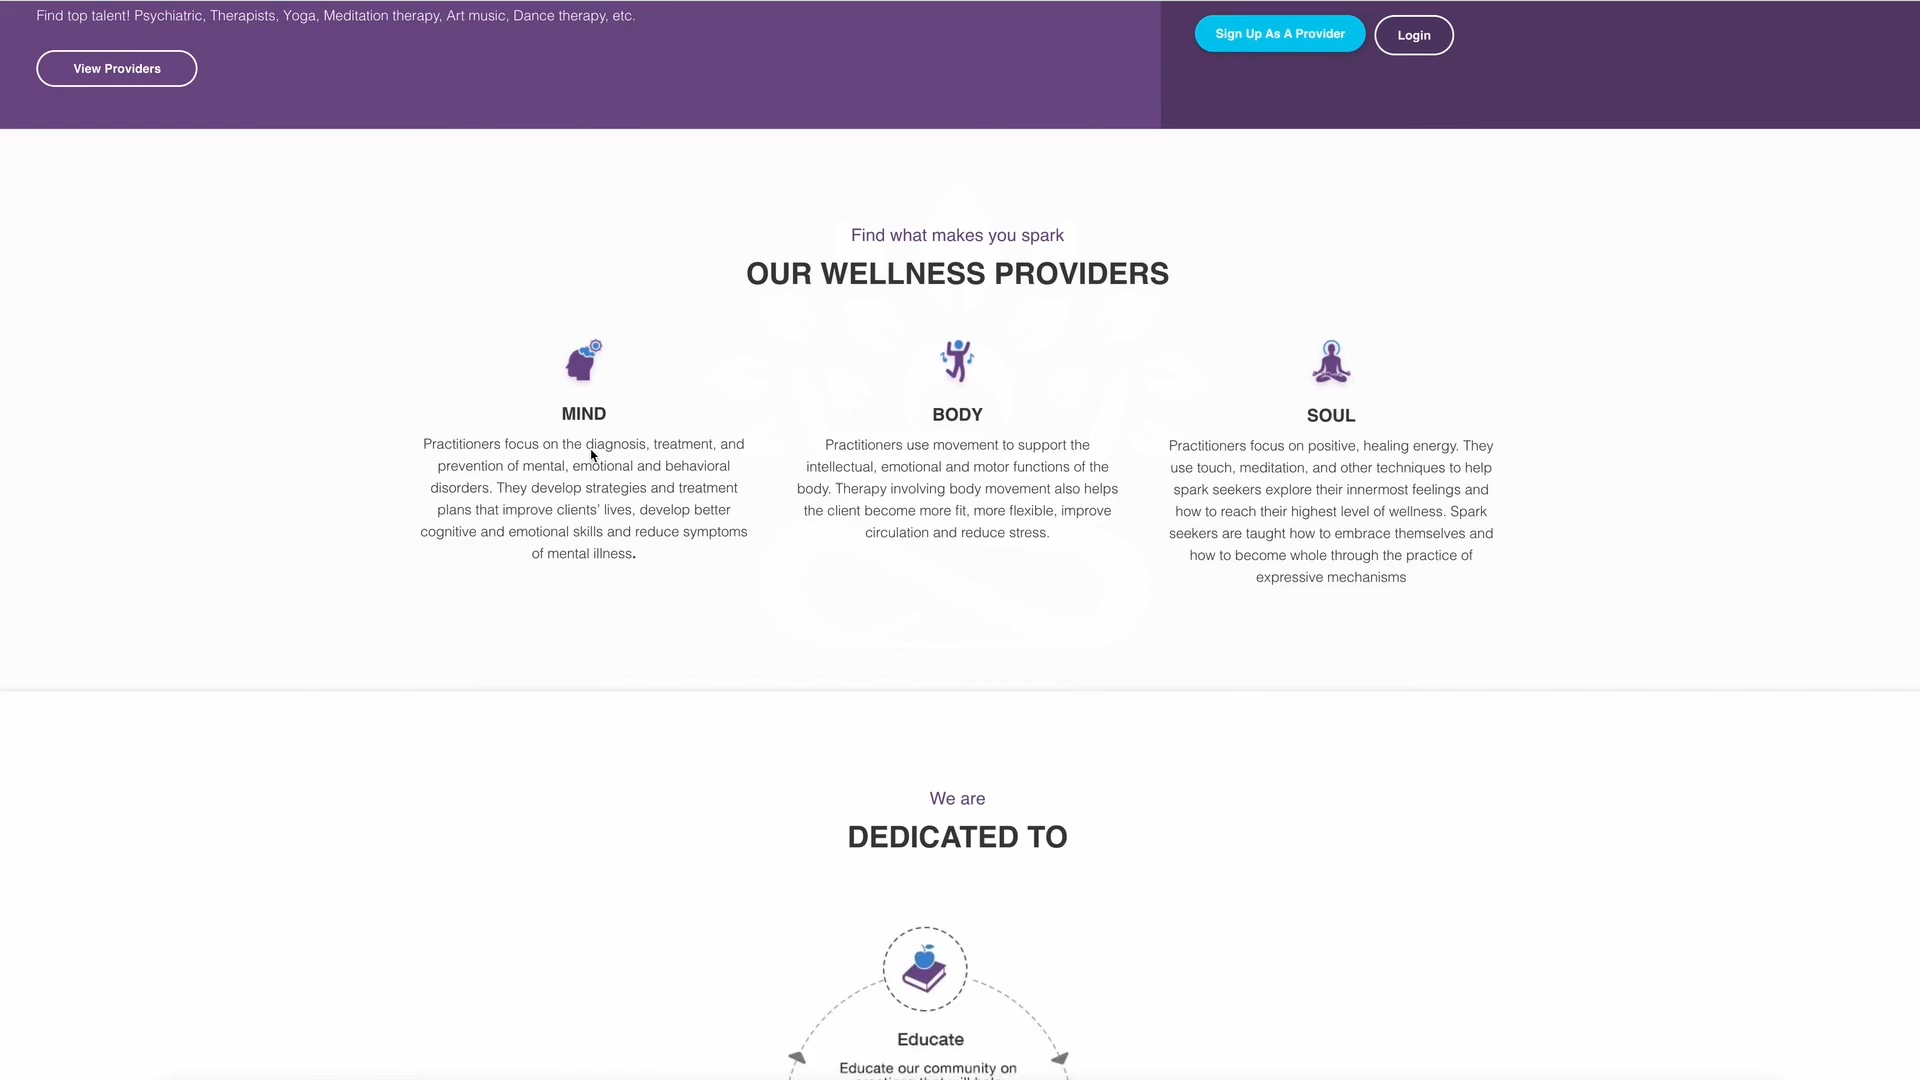 Find top talent! Psychiatric, Therapists, Yoga, Meditation therapy, Art music, Dance therapy, etc.
View Providers
Sign Up As A Provider
Login
Find what makes you spark
OUR WELLNESS PROVIDERS
MIND
Practitioners focus on the diagnosis, treatment, and
prevention of mental, emotional and behavioral
disorders. They develop strategies and treatment
plans that improve clients’ lives, develop better
cognitive and emotional skills and reduce symptoms
of mental illness.
BODY
Practitioners use movement to support the
intellectual, emotional and motor functions of the
body. Therapy involving body movement also helps
the client become more fit, more flexible, improve
circulation and reduce stress.
SOUL
Practitioners focus on positive, healing energy. They
use touch, meditation, and other techniques to help
spark seekers explore their innermost feelings and
how to reach their highest level of wellness. Spark
seekers are taught how to embrace themselves and
how to become whole through the practice of
expressive mechanisms
We are
DEDICATED TO
Educate
Educate our community on